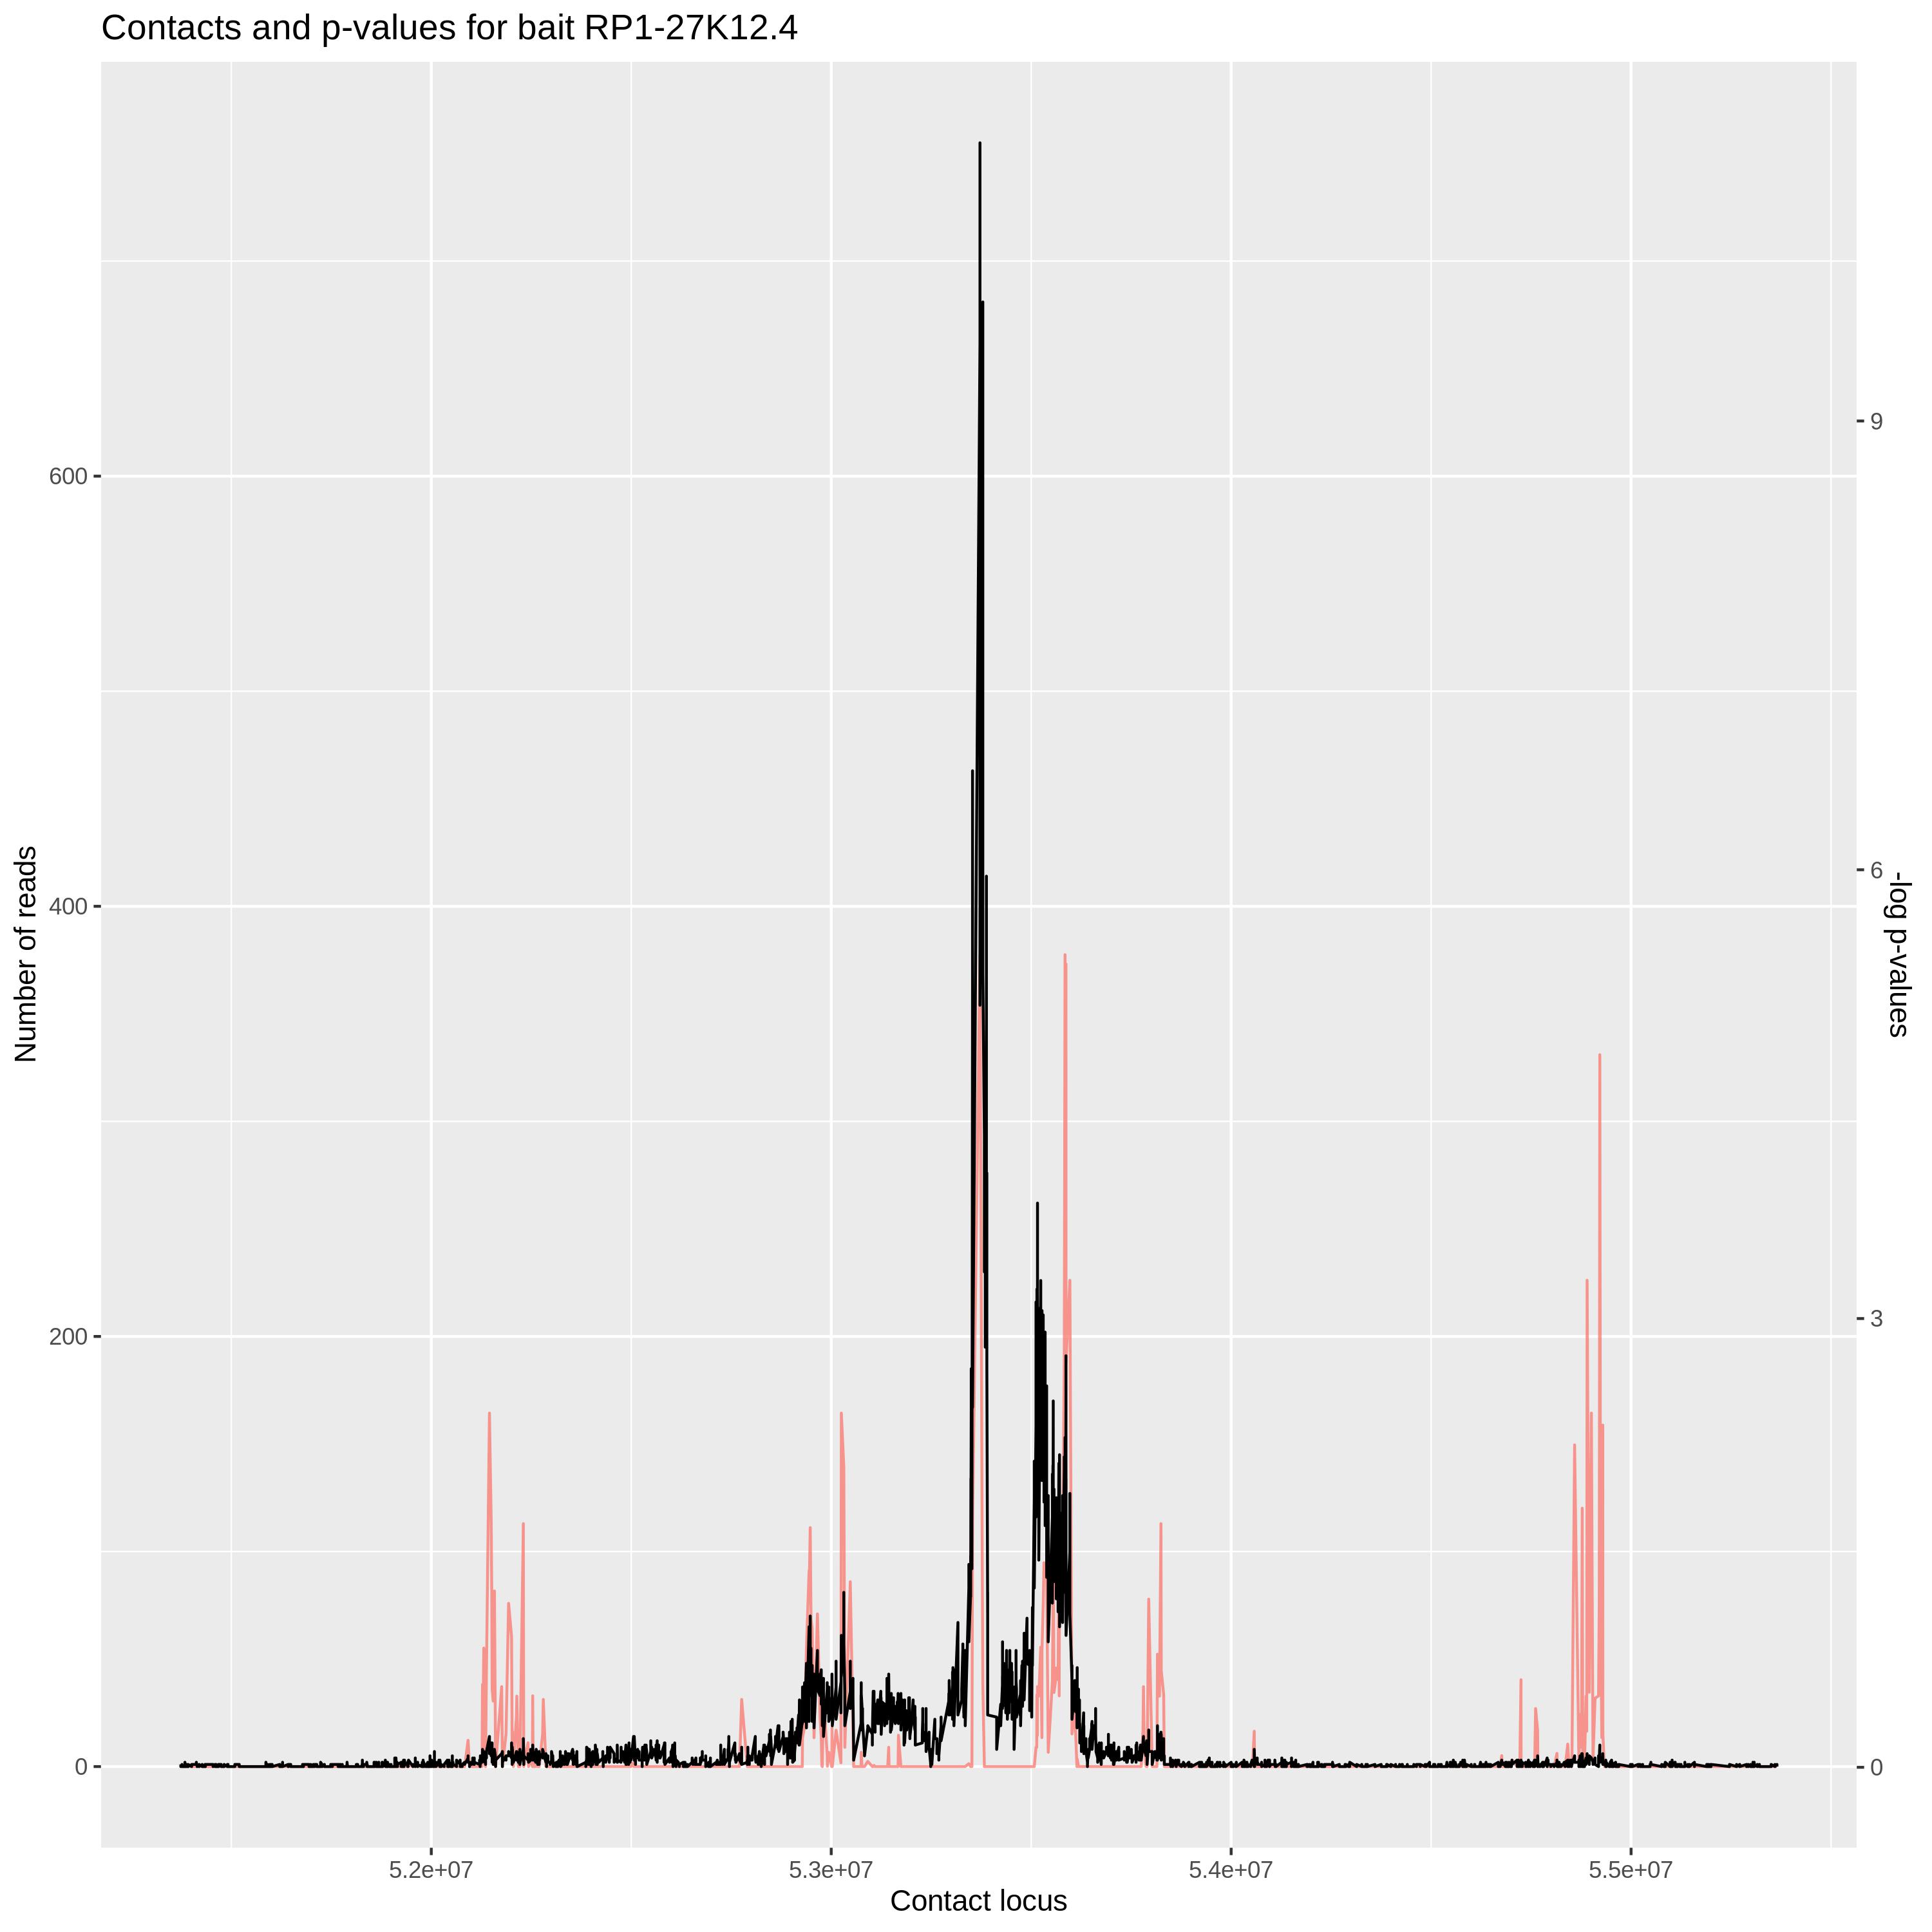 Contacts and p-values for bait RP1-27K12.4
600
400
200
0
Number of reads
9
6
3
0
-log p-values
5.2e+07
5.3e+07
5.4e+07
5.5e+07
Contact locus